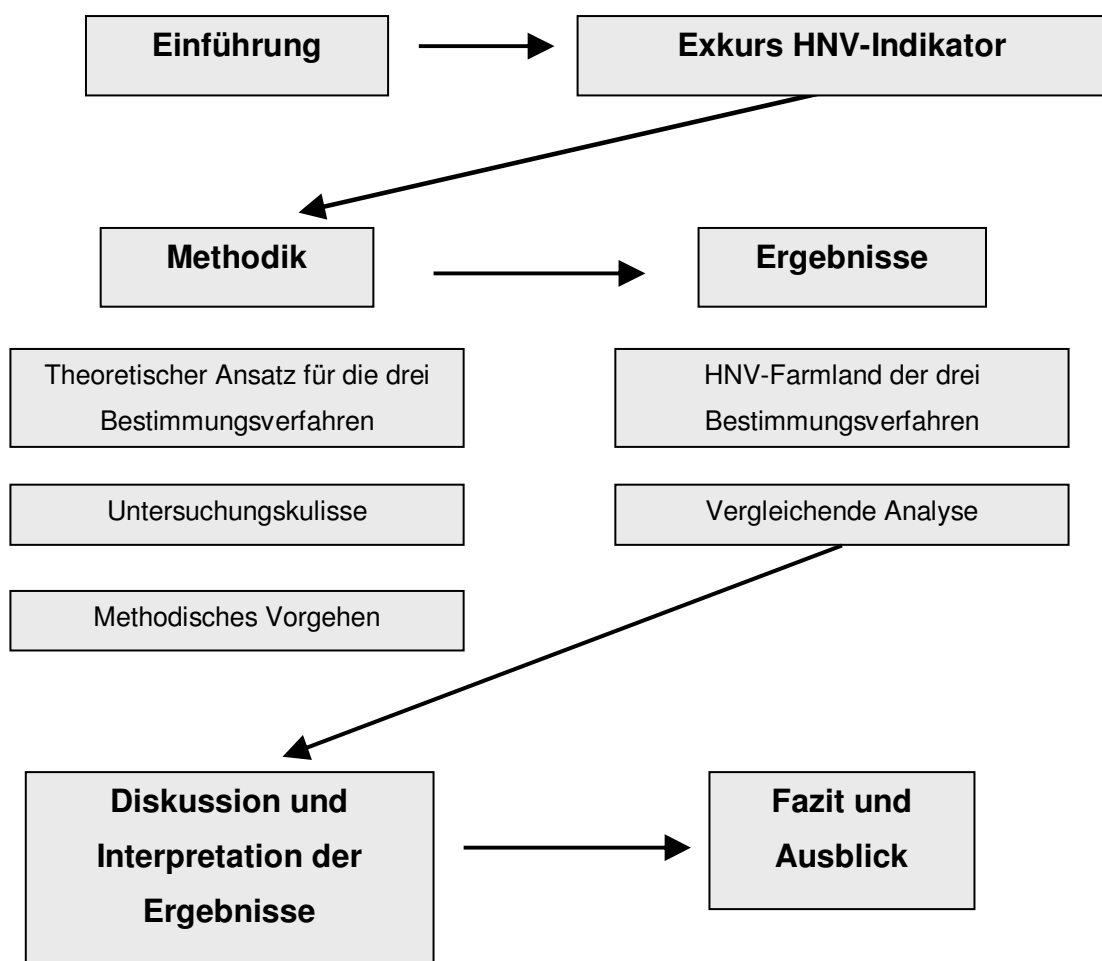 Einführung
Exkurs HNV-Indikator
Methodik
Ergebnisse
Theoretischer Ansatz für die drei
Bestimmungsverfahren
HNV-Farmland der drei
Bestimmungsverfahren
Untersuchungskulisse
Vergleichende Analyse
Methodisches Vorgehen
Diskussion und
Interpretation der
Ergebnisse
Fazit und
Ausblick